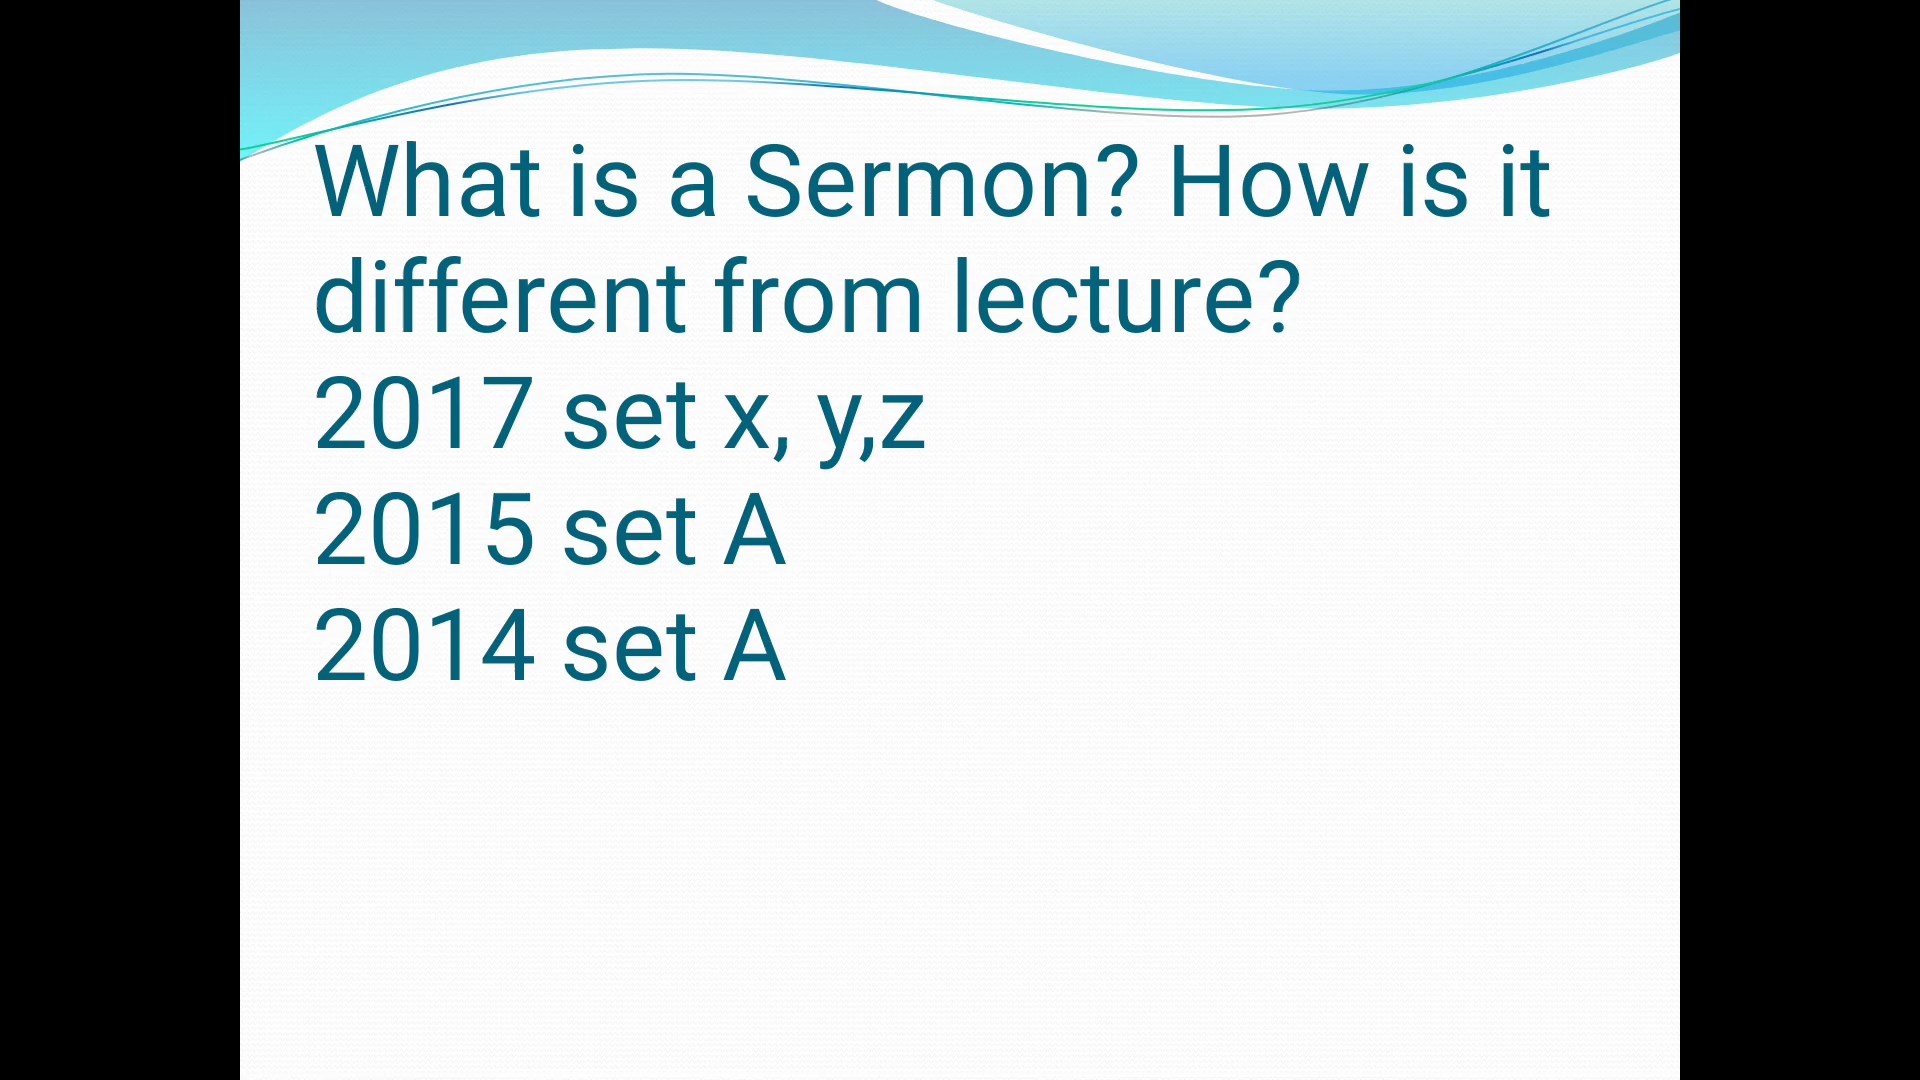 What is a Sermon? How is it
different from lecture?
2017 set x, y,z
2015 set A
2014 set A